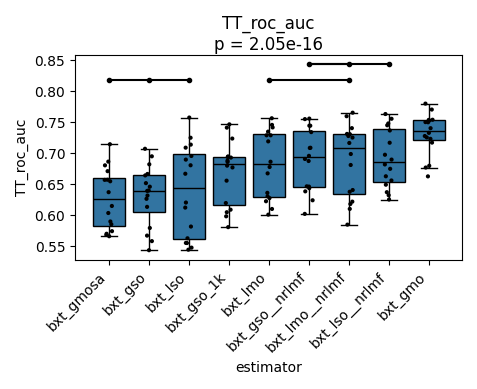 TT_roc_auc
p = 2.05e-16
TT_roc_auc
0.85
0.80
0.75
0.70
0.65
0.60
0.55
bxt_gmosa
bxt_gso
bxt_lso
bxt_gso_1k
bxt_lmo
bxt_gso__nrlmf
bxt_lmo__nrlmf
bxt_lso__nrlmf
bxt_gmo
estimator